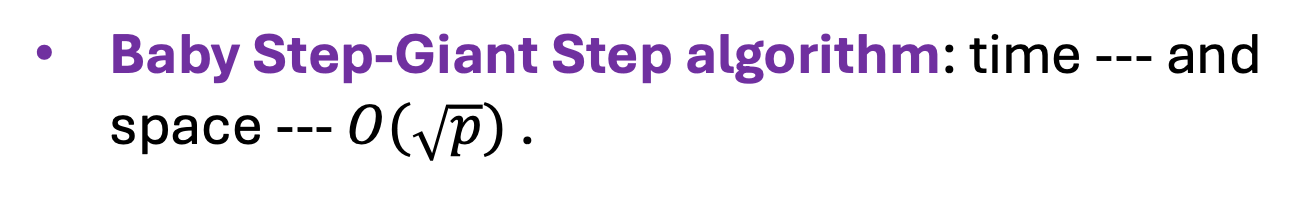 • Baby Step-Giant Step algorithm: time --- and
space --- O(√p) .